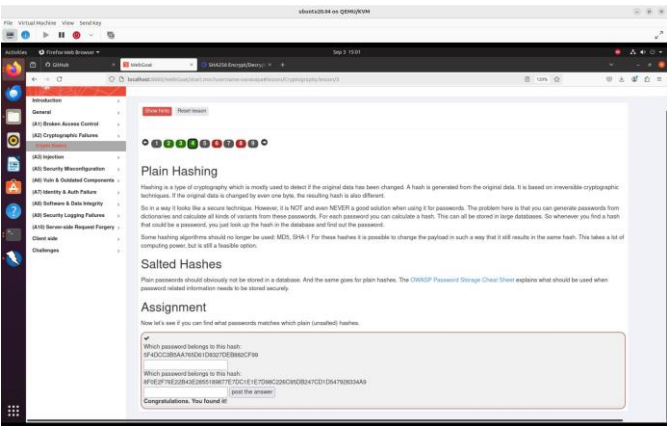 ubuntu20.04 on QEMU/KVM
File Virtual Machine View Send Key
Activities
Firefox Web Browser
Sep 3 15:01
GitHub
WebGoat
SHA256 Encrypt/Decrypt
120%
Introduction
General
(A1) Broken Access Control
(A2) Cryptographic Failures
Crypto Basics
(A3) Injection
(A5) Security Misconfiguration
(A6) Vuln & Outdated Components
(A7) Identity & Auth Failure
(A8) Software & Data Integrity
(A9) Security Logging Failures
(A10) Server-side Request Forgery
Client side
Challenges
Show hints Reset lesson
1 2 3 4 5 6 7 8 9
Plain Hashing
Hashing is a type of cryptography which is mostly used to detect if the original data has been changed. A hash is generated from the original data. It is based on irreversible cryptographic
techniques. If the original data is changed by even one byte, the resulting hash is also different.
So in a way it looks like a secure technique. However, it is NOT and even NEVER a good solution when using it for passwords. The problem here is that you can generate passwords from
dictionaries and calculate all kinds of variants from these passwords. For each password you can calculate a hash. This can all be stored in large databases. So whenever you find a hash
that could be a password, you just look up the hash in the database and find out the password.
Some hashing algorithms should no longer be used: MD5, SHA-1 For these hashes it is possible to change the payload in such a way that it still results in the same hash. This takes a lot of
computing power, but is still a feasible option.
Salted Hashes
Plain passwords should obviously not be stored in a database. And the same goes for plain hashes. The OWASP Password Storage Cheat Sheet explains what should be used when
password related information needs to be stored securely.
Assignment
Now let's see if you can find what passwords matches which plain (unsalted) hashes.
Which password belongs to this hash:
5F4DCC3B5AA765D61D8327DEB882CF99
Which password belongs to this hash:
post the answer
Congratulations. You found it!